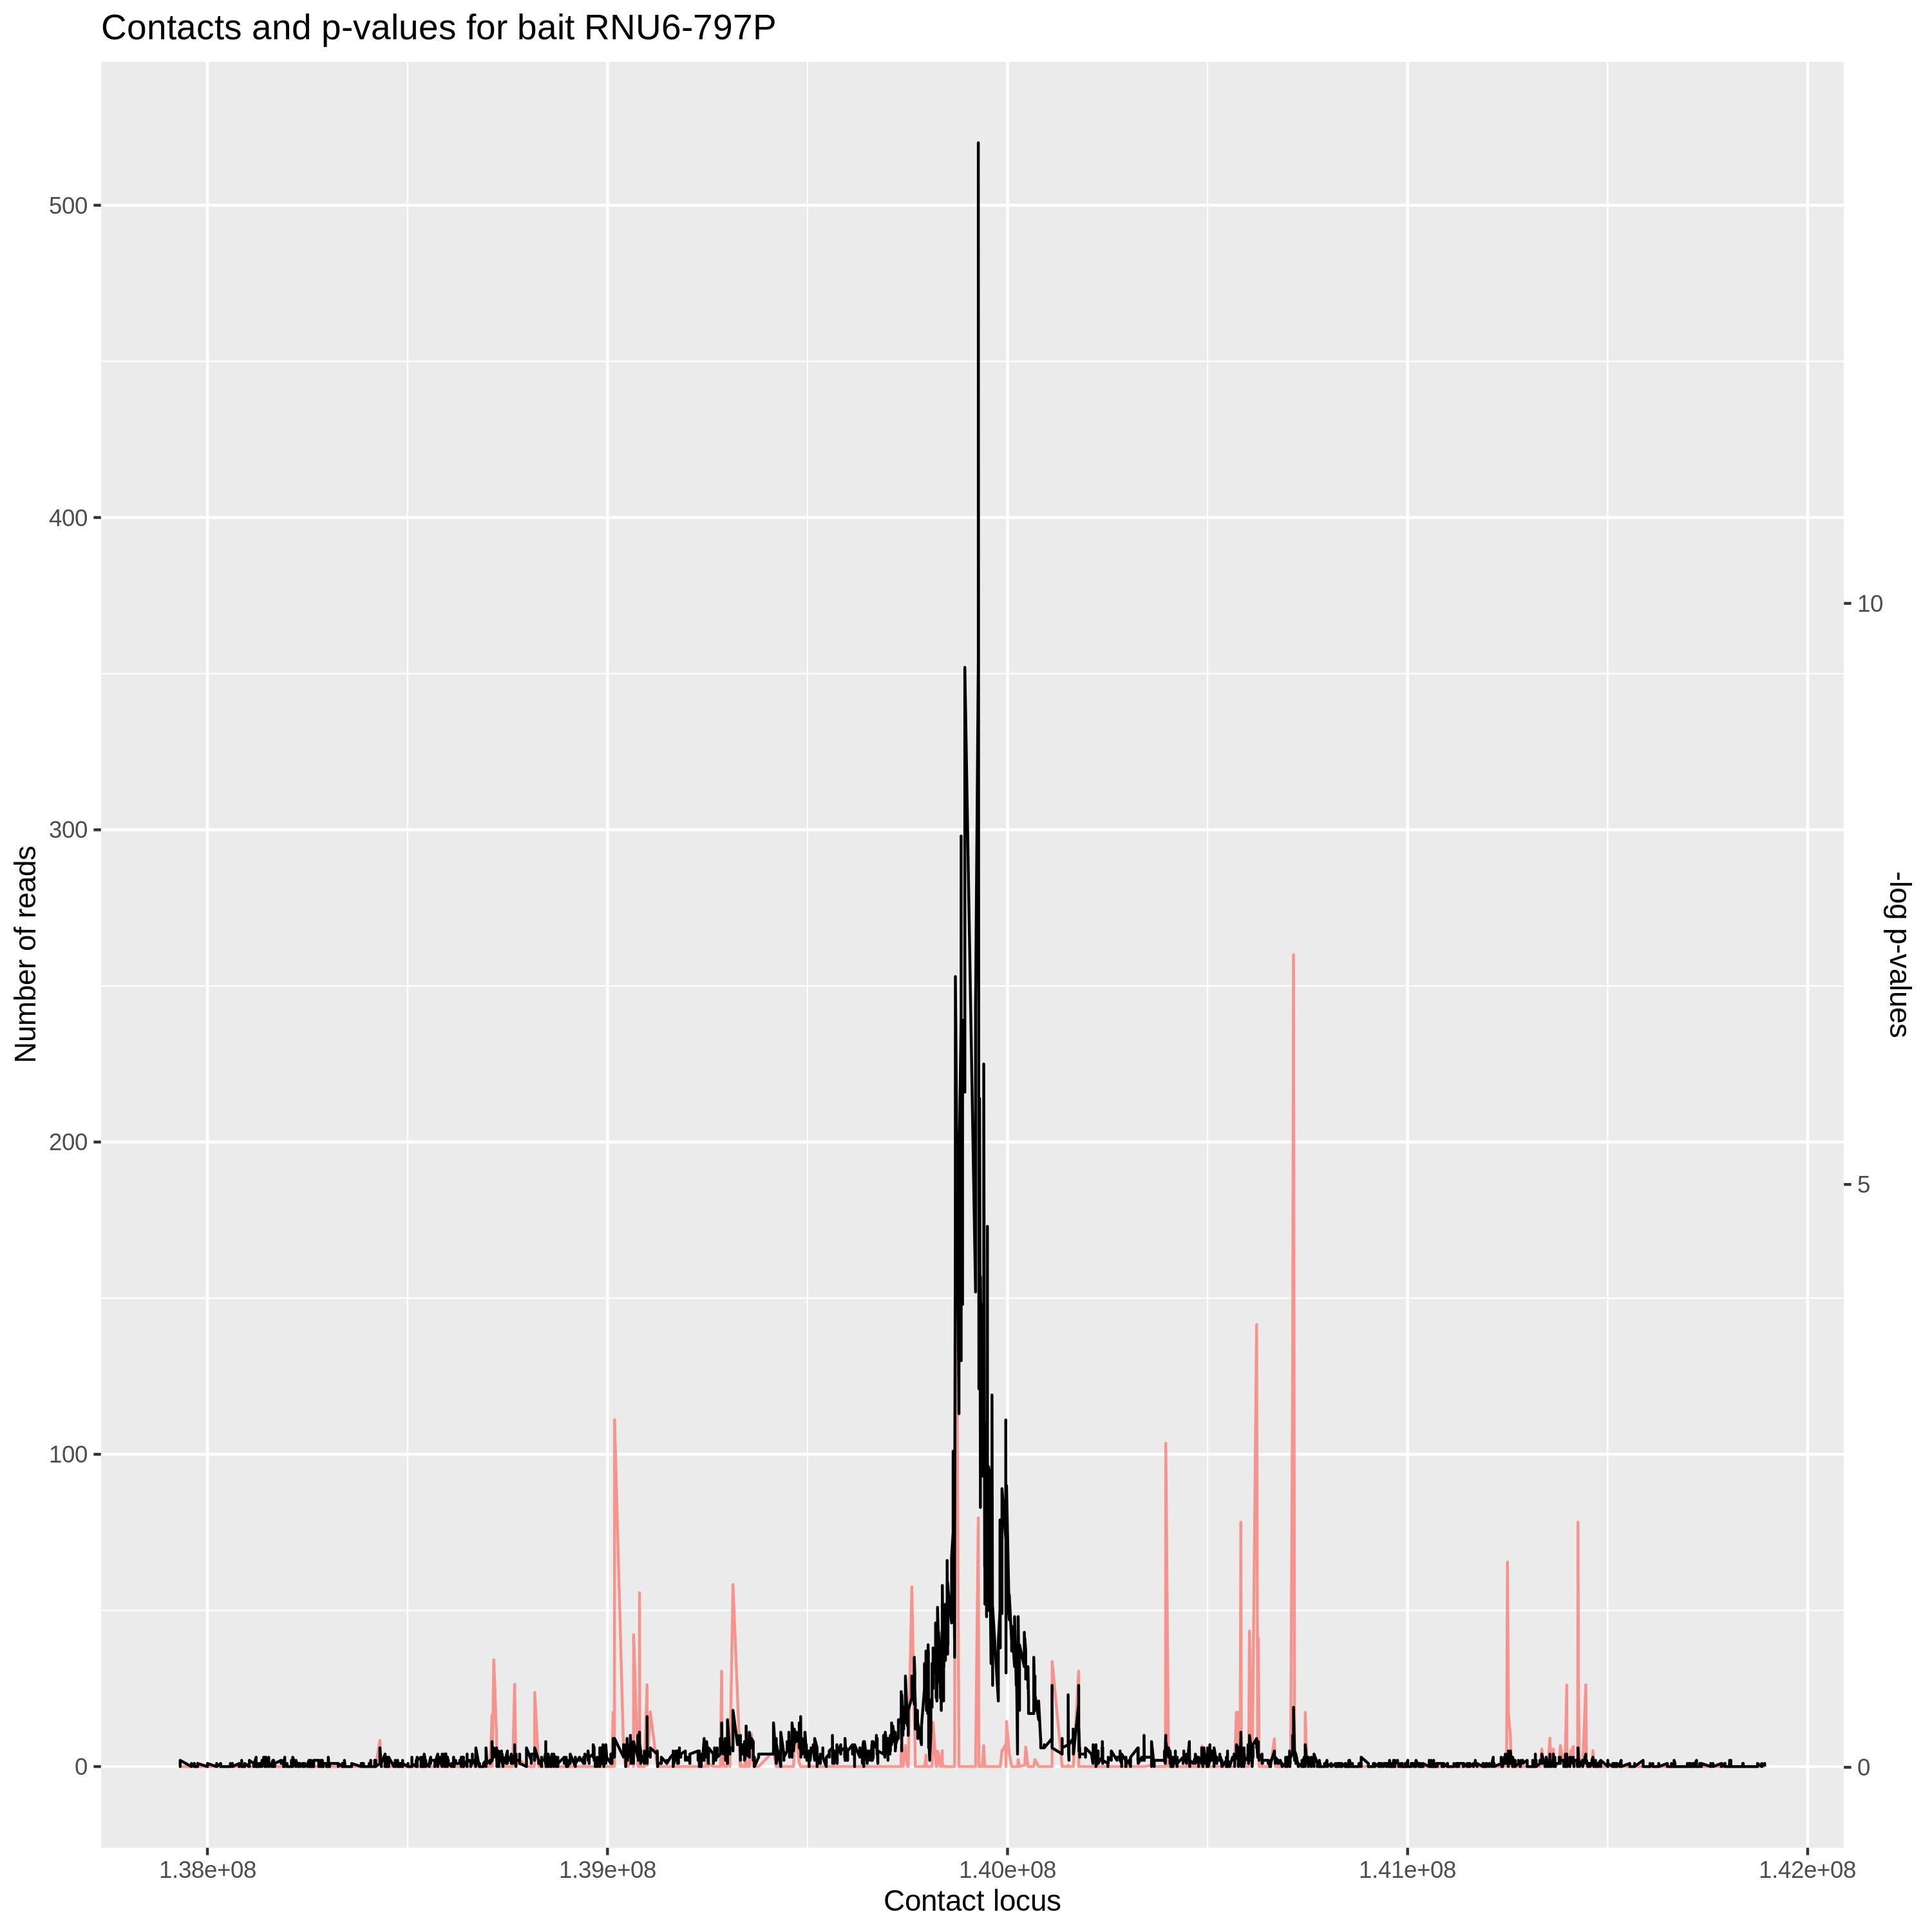 Contacts and p-values for bait RNU6-797P
500
400
300
200
100
0
Number of reads
10
5
0
-log p-values
1.38e+08
1.39e+08
1.40e+08
1.41e+08
1.42e+08
Contact locus